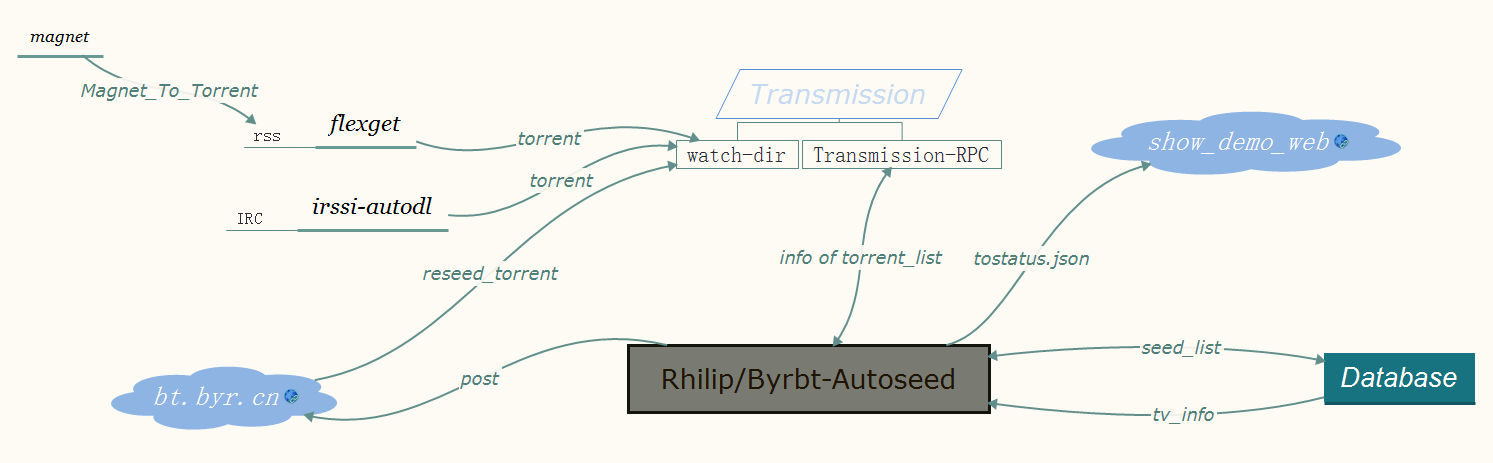 magnet
Magnet_To_Torrent
Transmission
rss
flexget
torrent
watch-dir
Transmission-RPC
show_demo_web
torrent
IRC
irssi-autodl
info of torrent_list
tostatus.json
reseed_torrent
seed_list
post
Rhilip/Byrbt-Autoseed
Database
bt.byr.cn
tv_info